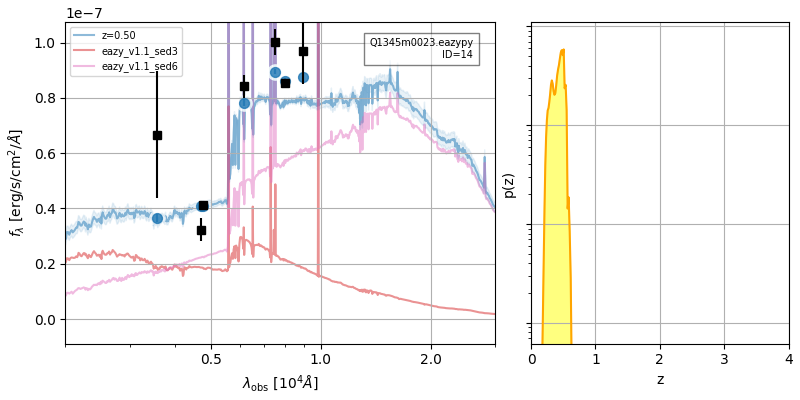 1e−7
z=0.50
eazy_v1.1_sed3
eazy_v1.1_sed6
Q1345m0023.eazypy
ID=14
1.0
0.8
0.6
0.4
0.2
0.0
fλ [erg/s/cm²/Å]
0.5
1.0
2.0
λobs [10⁴Å]
p(z)
0
1
2
3
4
z